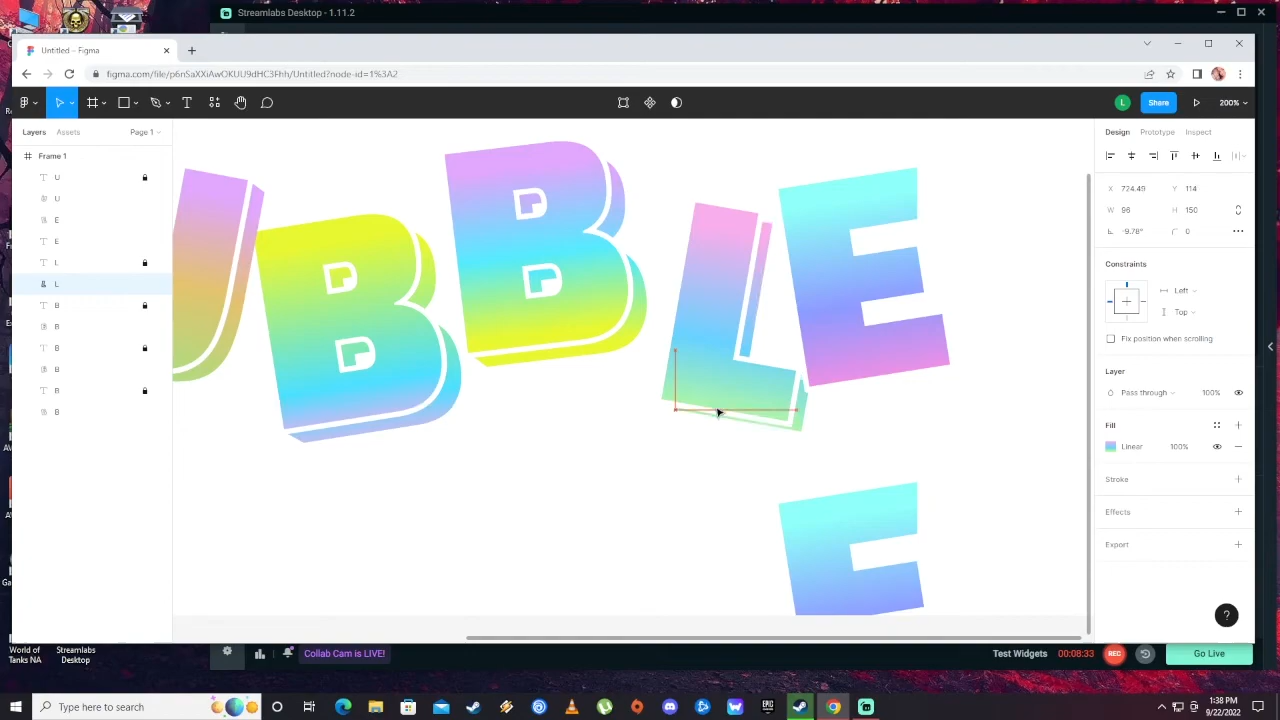 Streamlabs Desktop - 1.11.2
Untitled – Figma
figma.com/file/p6nSaXXiAwOKUU9dHC3Fhh/Untitled?node-id=1%3A2
L
Share
200%
Layers
Assets
Page 1
Design
Prototype
Inspect
Frame 1
U
U
E
E
L
L
B
B
B
B
B
B
U B B L E
E
X 724.49
Y 114
W 96
H 150
-9.78°
0
Constraints
Left
Top
Fix position when scrolling
Layer
Pass through
100%
Fill
Linear
100%
Stroke
Effects
Export
?
World of
Tanks NA
Streamlabs
Desktop
Collab Cam is LIVE!
Test Widgets
00:08:33
REC
Go Live
Type here to search
EPIC
1:38 PM
9/22/2022